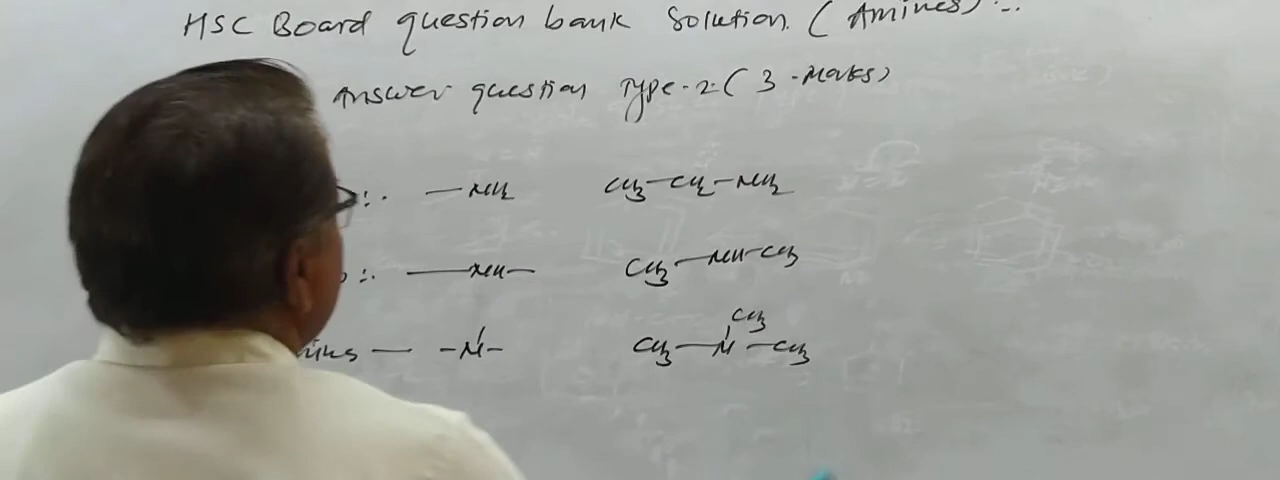 HSC Board question bank solution. (Amines) :-
Answer question Type-2:( 3 -Marks)
:. —NH2 CH3—CH2—NH2
:. —NH— CH3—NH—CH3
— -N- CH3
CH3—N—CH3